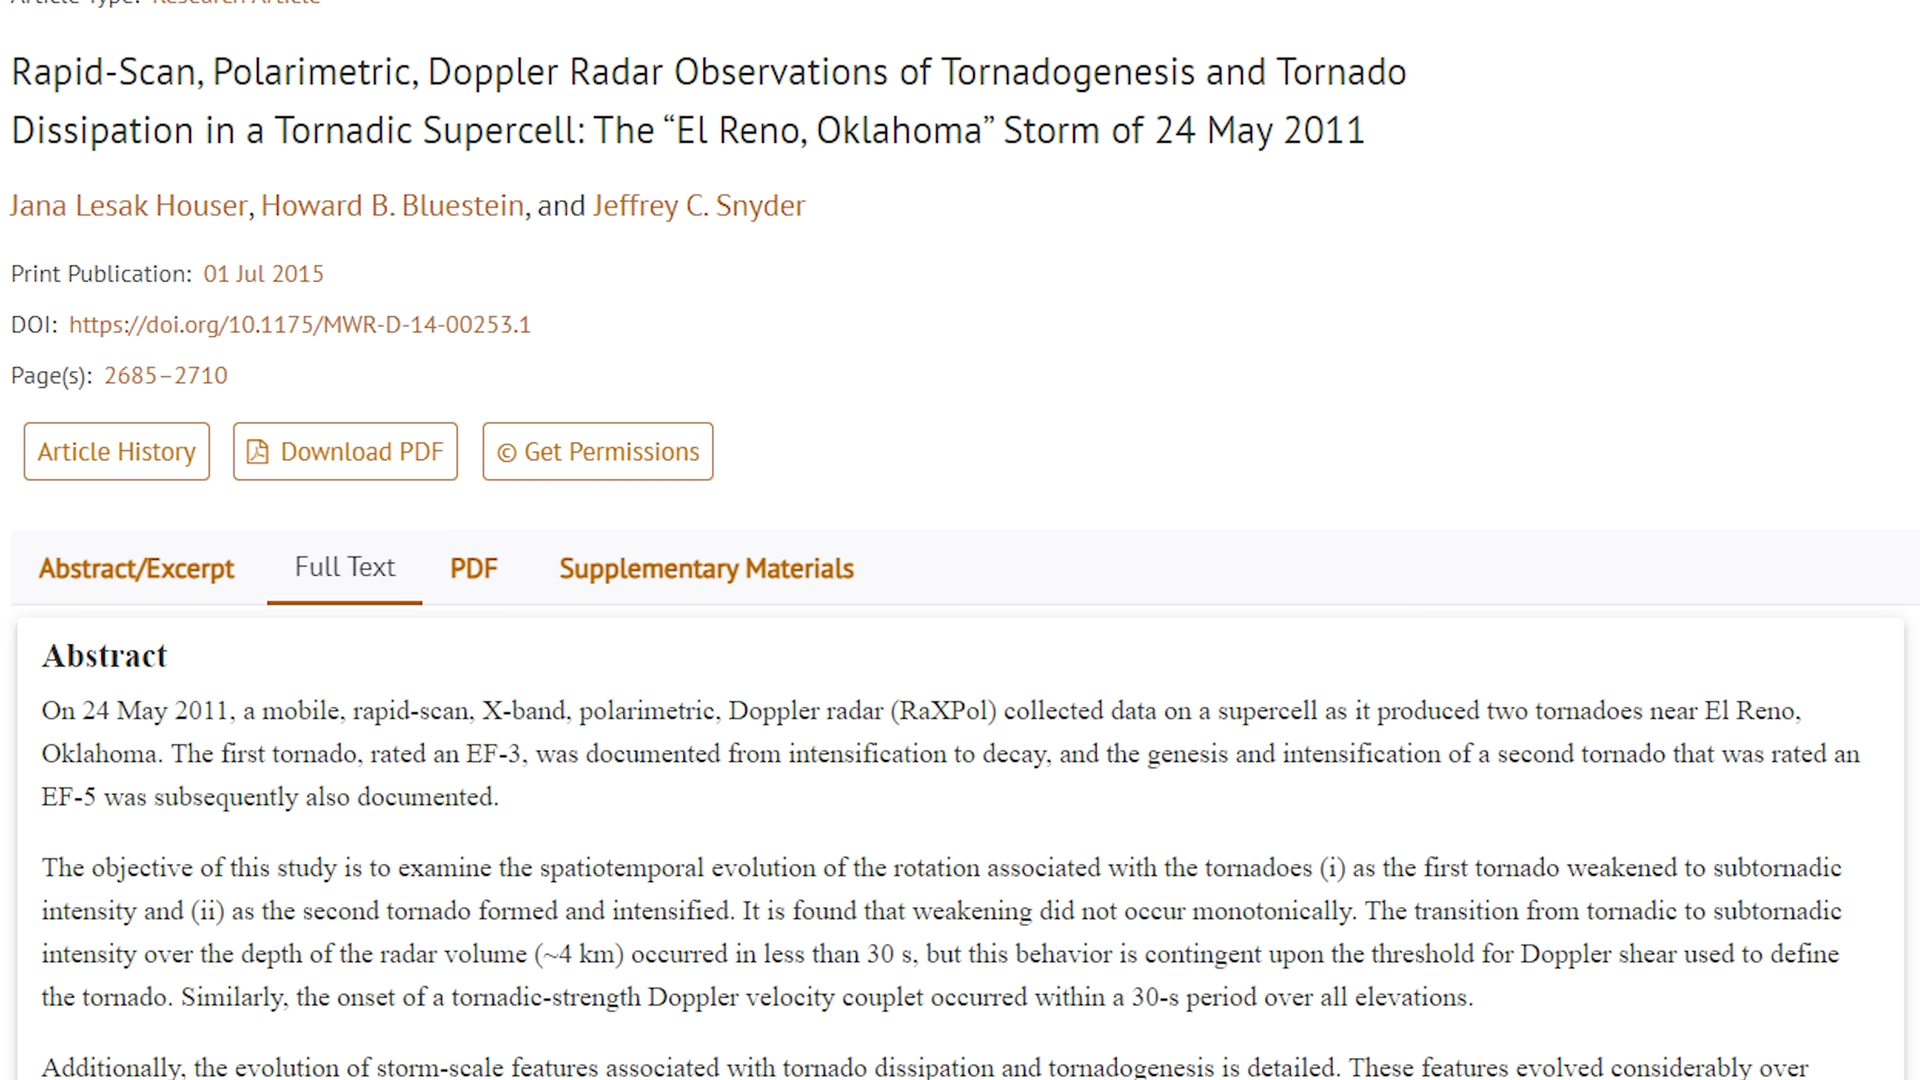 Article Type: Research Article
Rapid-Scan, Polarimetric, Doppler Radar Observations of Tornadogenesis and Tornado
Dissipation in a Tornadic Supercell: The “El Reno, Oklahoma” Storm of 24 May 2011
Jana Lesak Houser, Howard B. Bluestein, and Jeffrey C. Snyder
Print Publication: 01 Jul 2015
DOI: https://doi.org/10.1175/MWR-D-14-00253.1
Page(s): 2685–2710
Article History Download PDF © Get Permissions
Abstract/Excerpt Full Text PDF Supplementary Materials
Abstract
On 24 May 2011, a mobile, rapid-scan, X-band, polarimetric, Doppler radar (RaXPol) collected data on a supercell as it produced two tornadoes near El Reno,
Oklahoma. The first tornado, rated an EF-3, was documented from intensification to decay, and the genesis and intensification of a second tornado that was rated an
EF-5 was subsequently also documented.
The objective of this study is to examine the spatiotemporal evolution of the rotation associated with the tornadoes (i) as the first tornado weakened to subtornadic
intensity and (ii) as the second tornado formed and intensified. It is found that weakening did not occur monotonically. The transition from tornadic to subtornadic
intensity over the depth of the radar volume (~4 km) occurred in less than 30 s, but this behavior is contingent upon the threshold for Doppler shear used to define
the tornado. Similarly, the onset of a tornadic-strength Doppler velocity couplet occurred within a 30-s period over all elevations.
Additionally, the evolution of storm-scale features associated with tornado dissipation and tornadogenesis is detailed. These features evolved considerably over